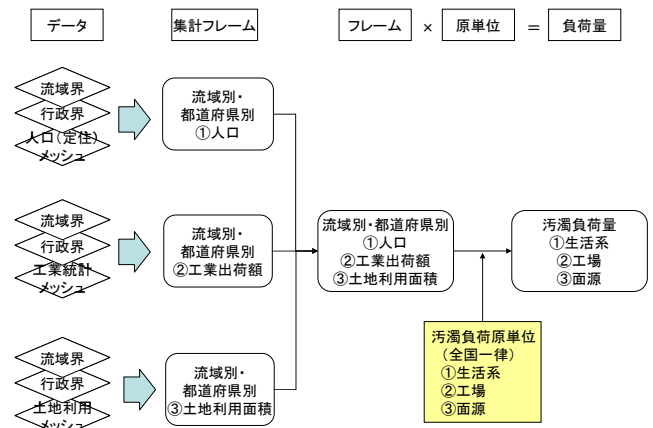 データ
集計フレーム
フレーム × 原単位 = 負荷量
流域界
行政界
人口(定住)
メッシュ
流域別・
都道府県別
①人口
流域界
行政界
工業統計
メッシュ
流域別・
都道府県別
②工業出荷額
流域界
行政界
土地利用
メッシュ
流域別・
都道府県別
③土地利用面積
流域別・都道府県別
①人口
②工業出荷額
③土地利用面積
汚濁負荷量
①生活系
②工場
③面源
汚濁負荷原単位
(全国一律)
①生活系
②工場
③面源